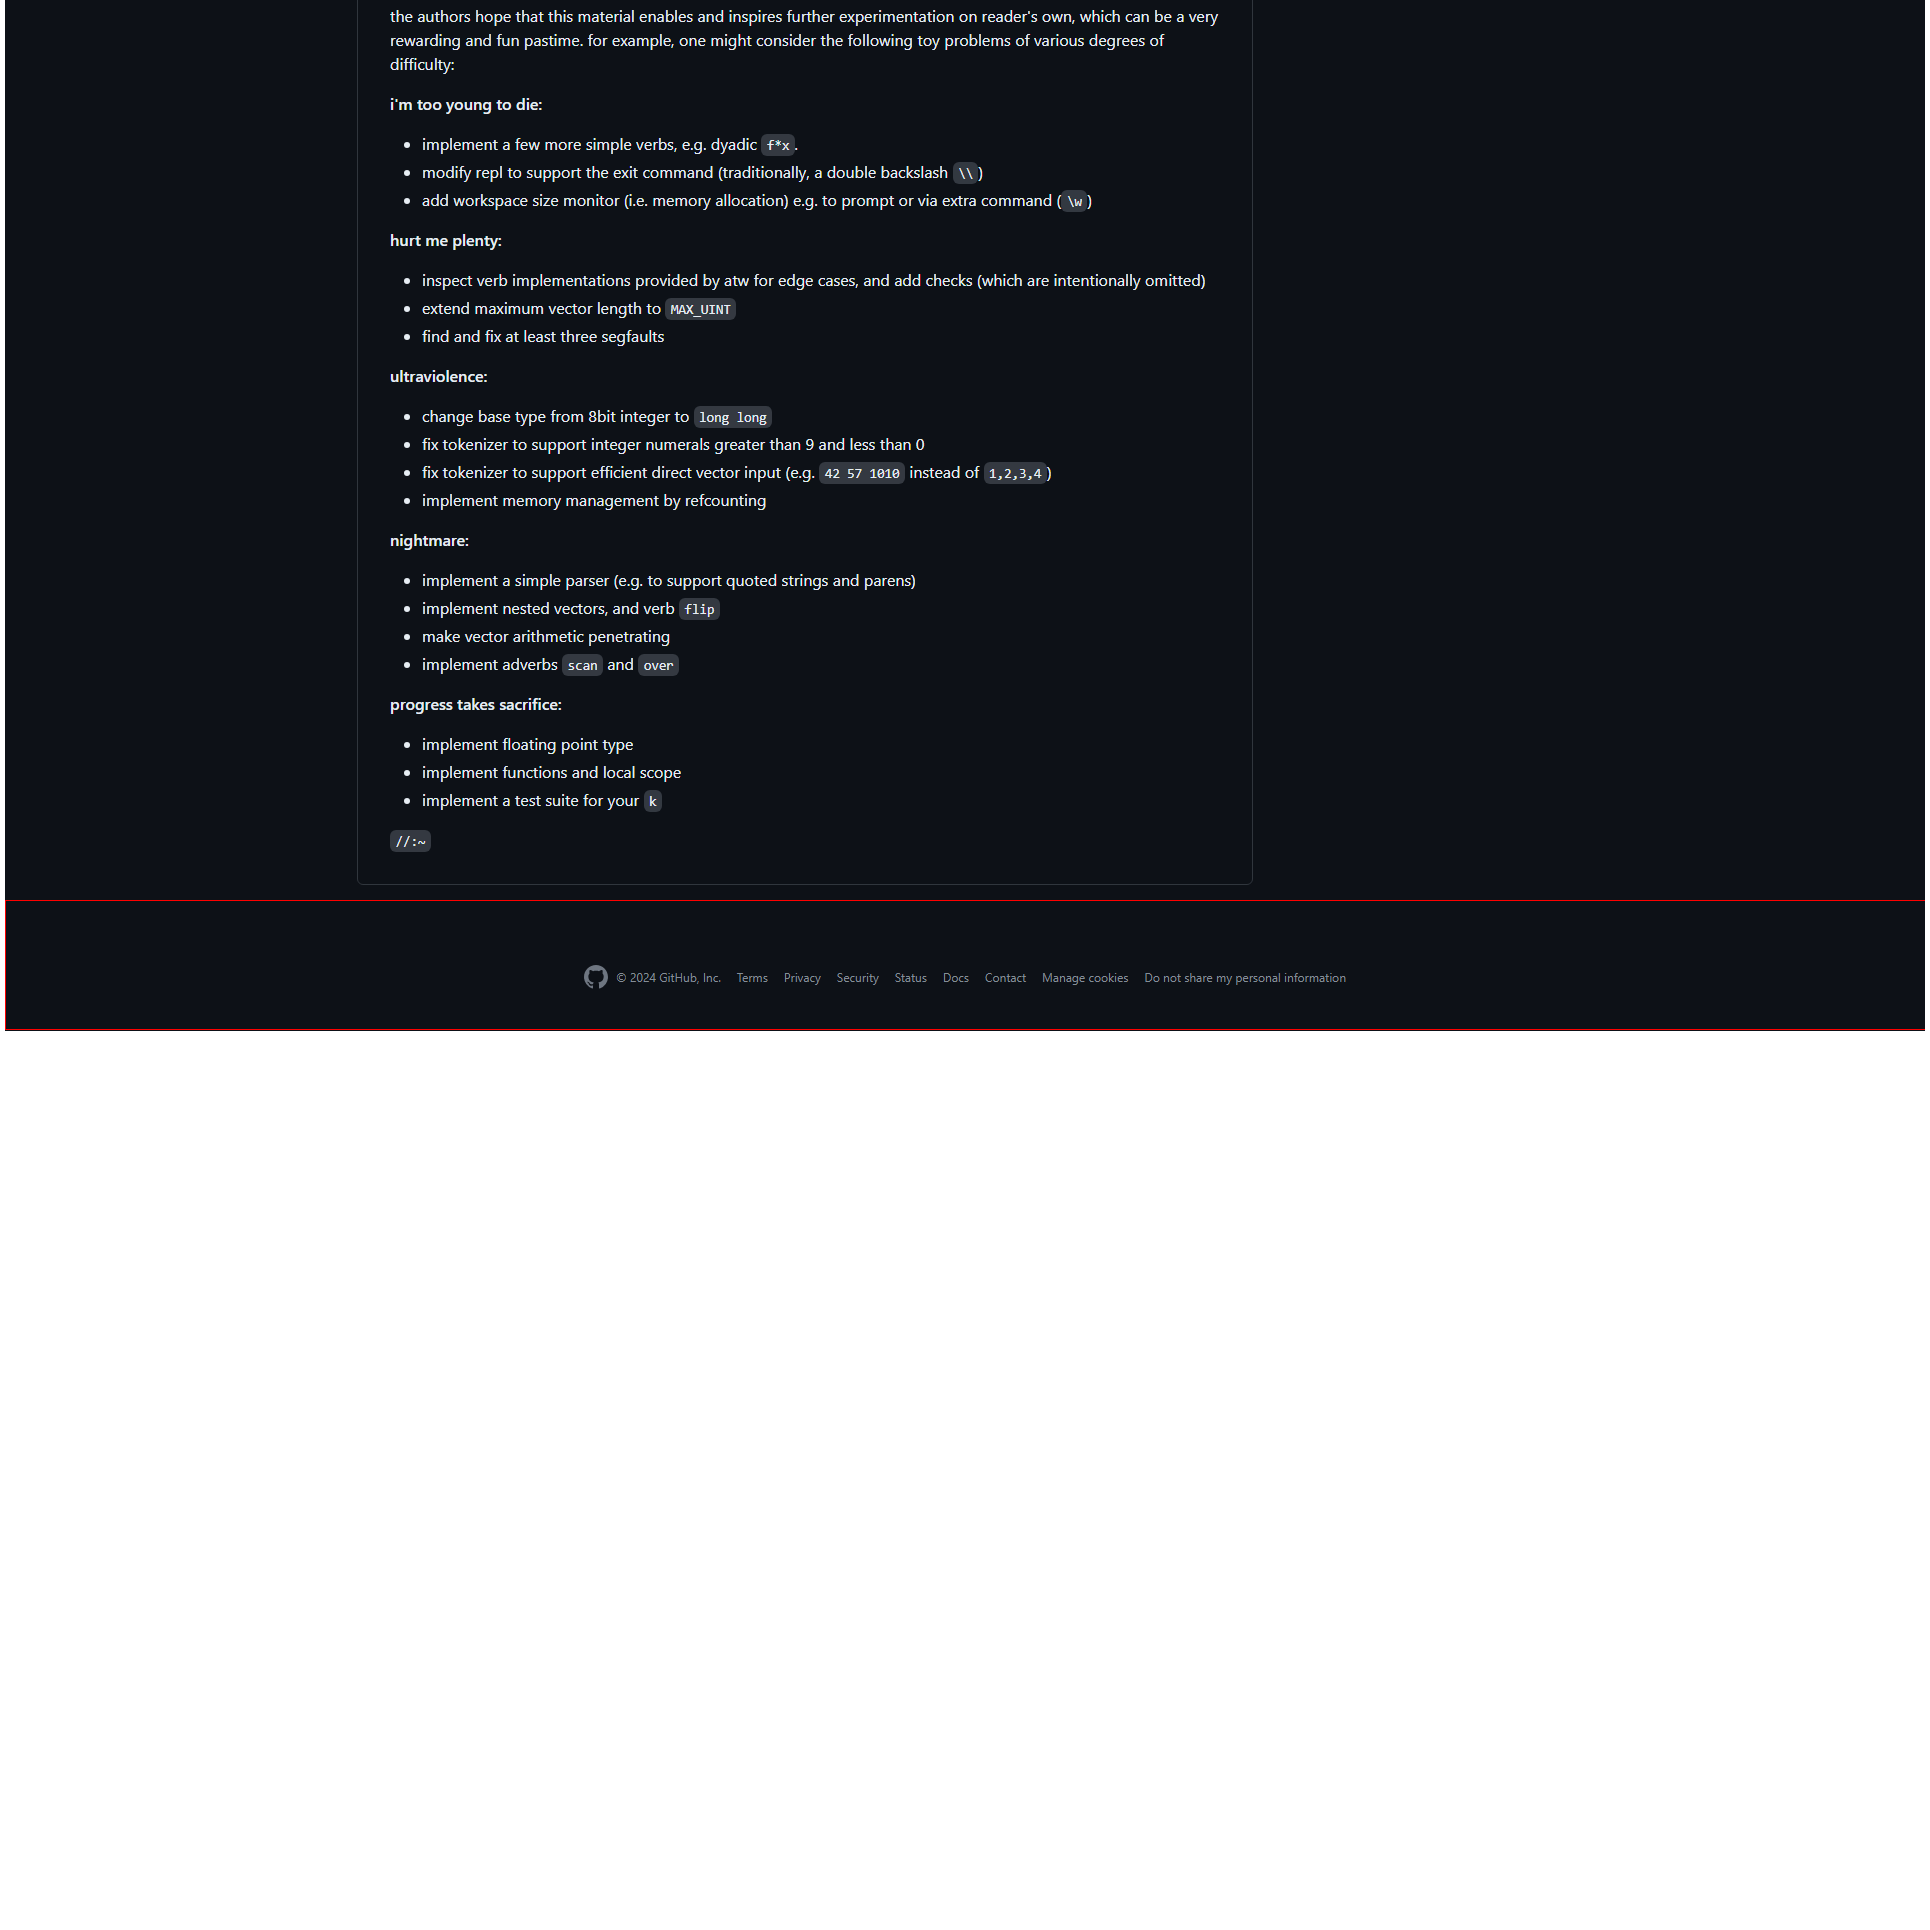 the authors hope that this material enables and inspires further experimentation on reader's own, which can be a very
rewarding and fun pastime. for example, one might consider the following toy problems of various degrees of
difficulty:
i'm too young to die:
implement a few more simple verbs, e.g. dyadic f*x.
modify repl to support the exit command (traditionally, a double backslash \\)
add workspace size monitor (i.e. memory allocation) e.g. to prompt or via extra command (\w)
hurt me plenty:
inspect verb implementations provided by atw for edge cases, and add checks (which are intentionally omitted)
extend maximum vector length to MAX_UINT
find and fix at least three segfaults
ultraviolence:
change base type from 8bit integer to long long
fix tokenizer to support integer numerals greater than 9 and less than 0
fix tokenizer to support efficient direct vector input (e.g. 42 57 1010 instead of 1,2,3,4)
implement memory management by refcounting
nightmare:
implement a simple parser (e.g. to support quoted strings and parens)
implement nested vectors, and verb flip
make vector arithmetic penetrating
implement adverbs scan and over
progress takes sacrifice:
implement floating point type
implement functions and local scope
implement a test suite for your k
//:~
© 2024 GitHub, Inc. Terms Privacy Security Status Docs Contact Manage cookies Do not share my personal information